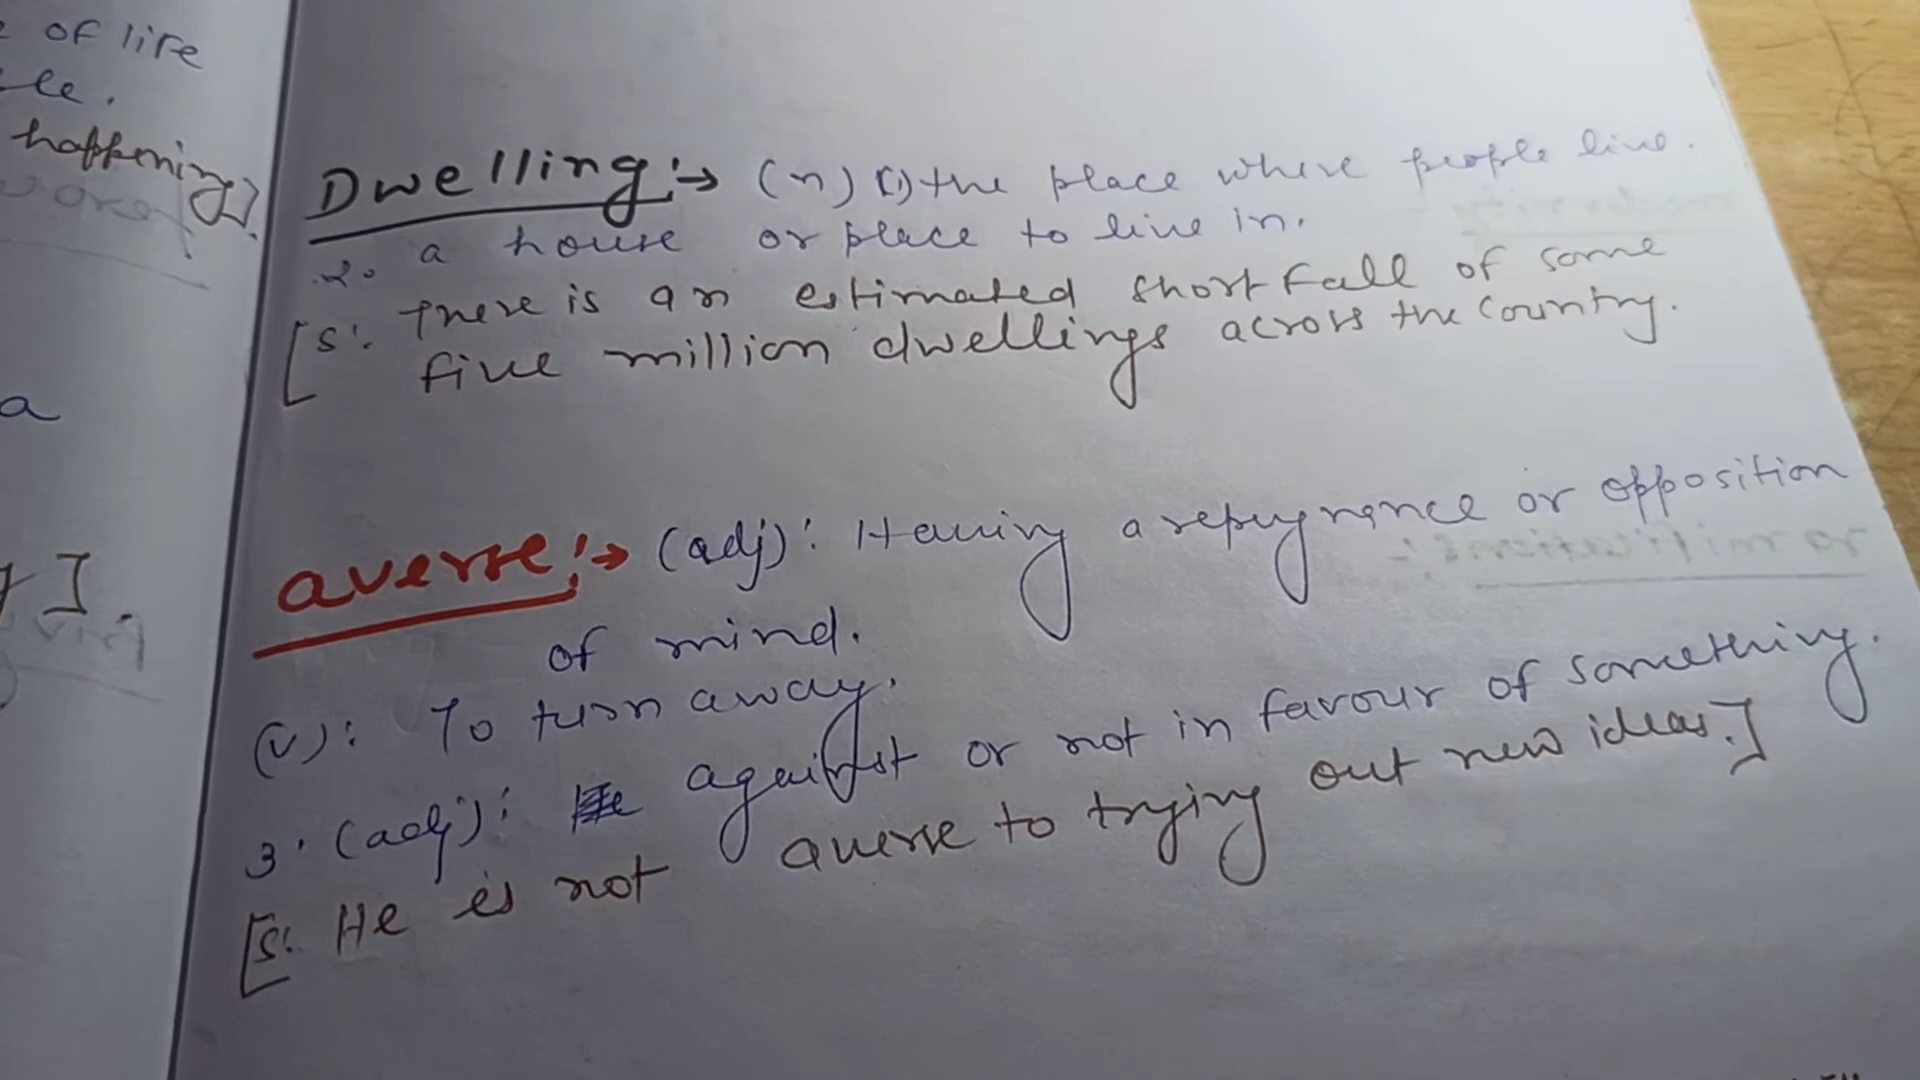 of life
happening].
a
].
Dwelling:→ (n) (1) the place where people live.
2. a house or place to live in.
[S: There is an estimated shortfall of some
five million dwellings across the country.
averse:→ (adj): Having a repugnance or opposition
of mind.
(v): To turn away.
3. (adj): against or not in favour of something.
[S: He is not averse to trying out new ideas.]